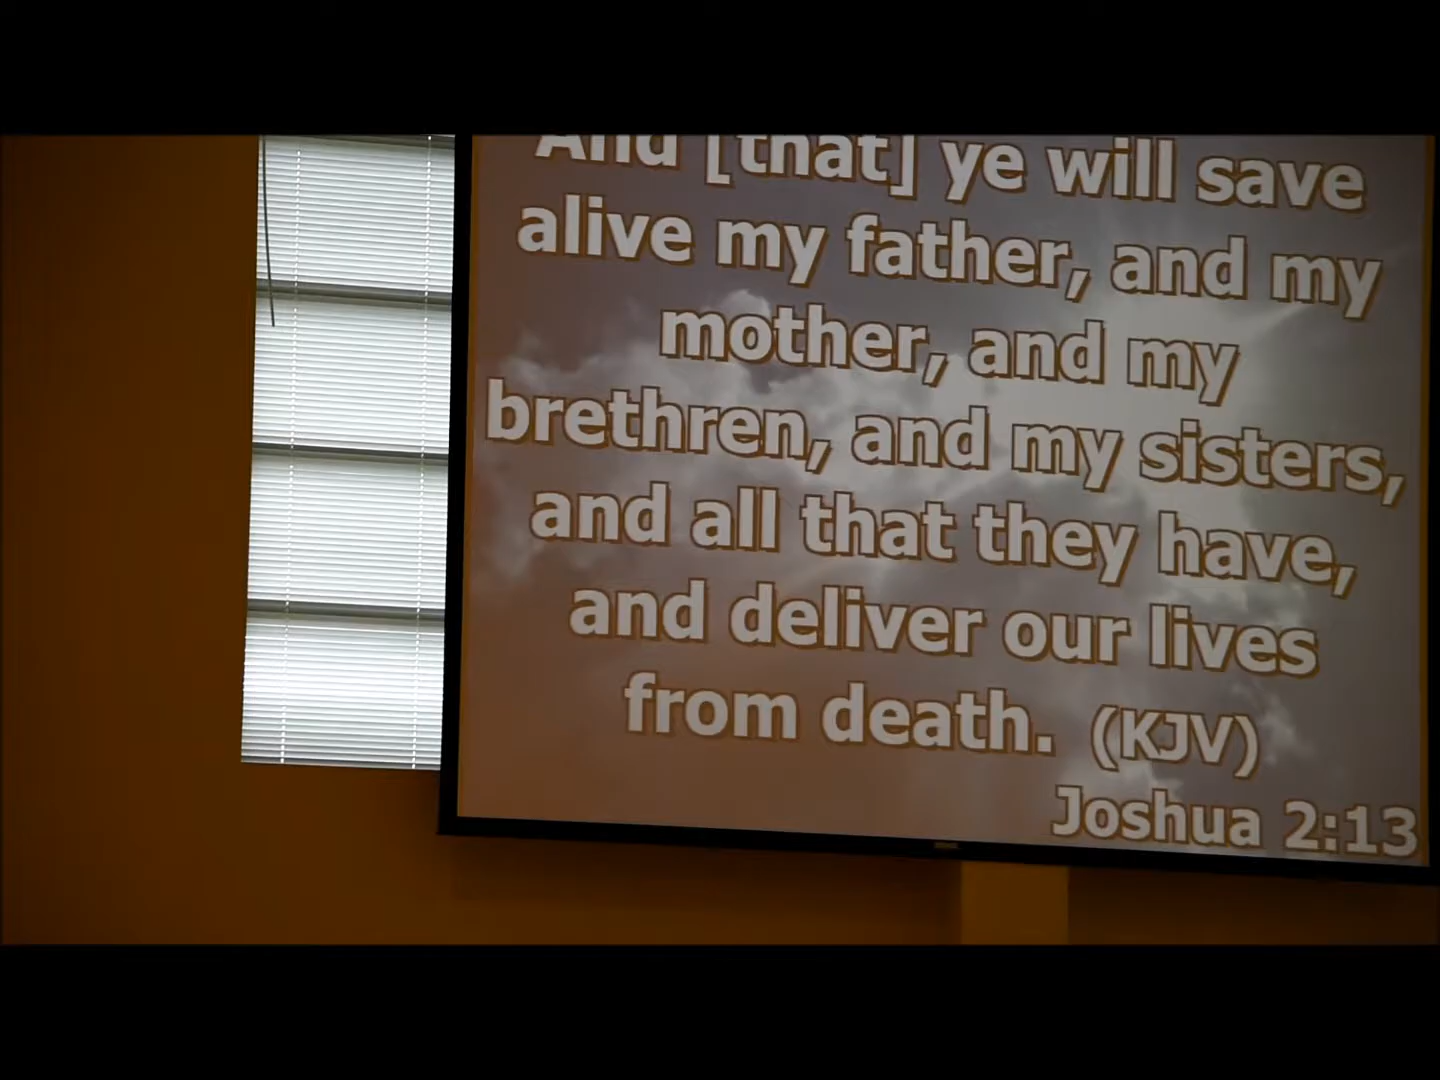 And [that] ye will save
alive my father, and my
mother, and my
brethren, and my sisters,
and all that they have,
and deliver our lives
from death. (KJV)
Joshua 2:13